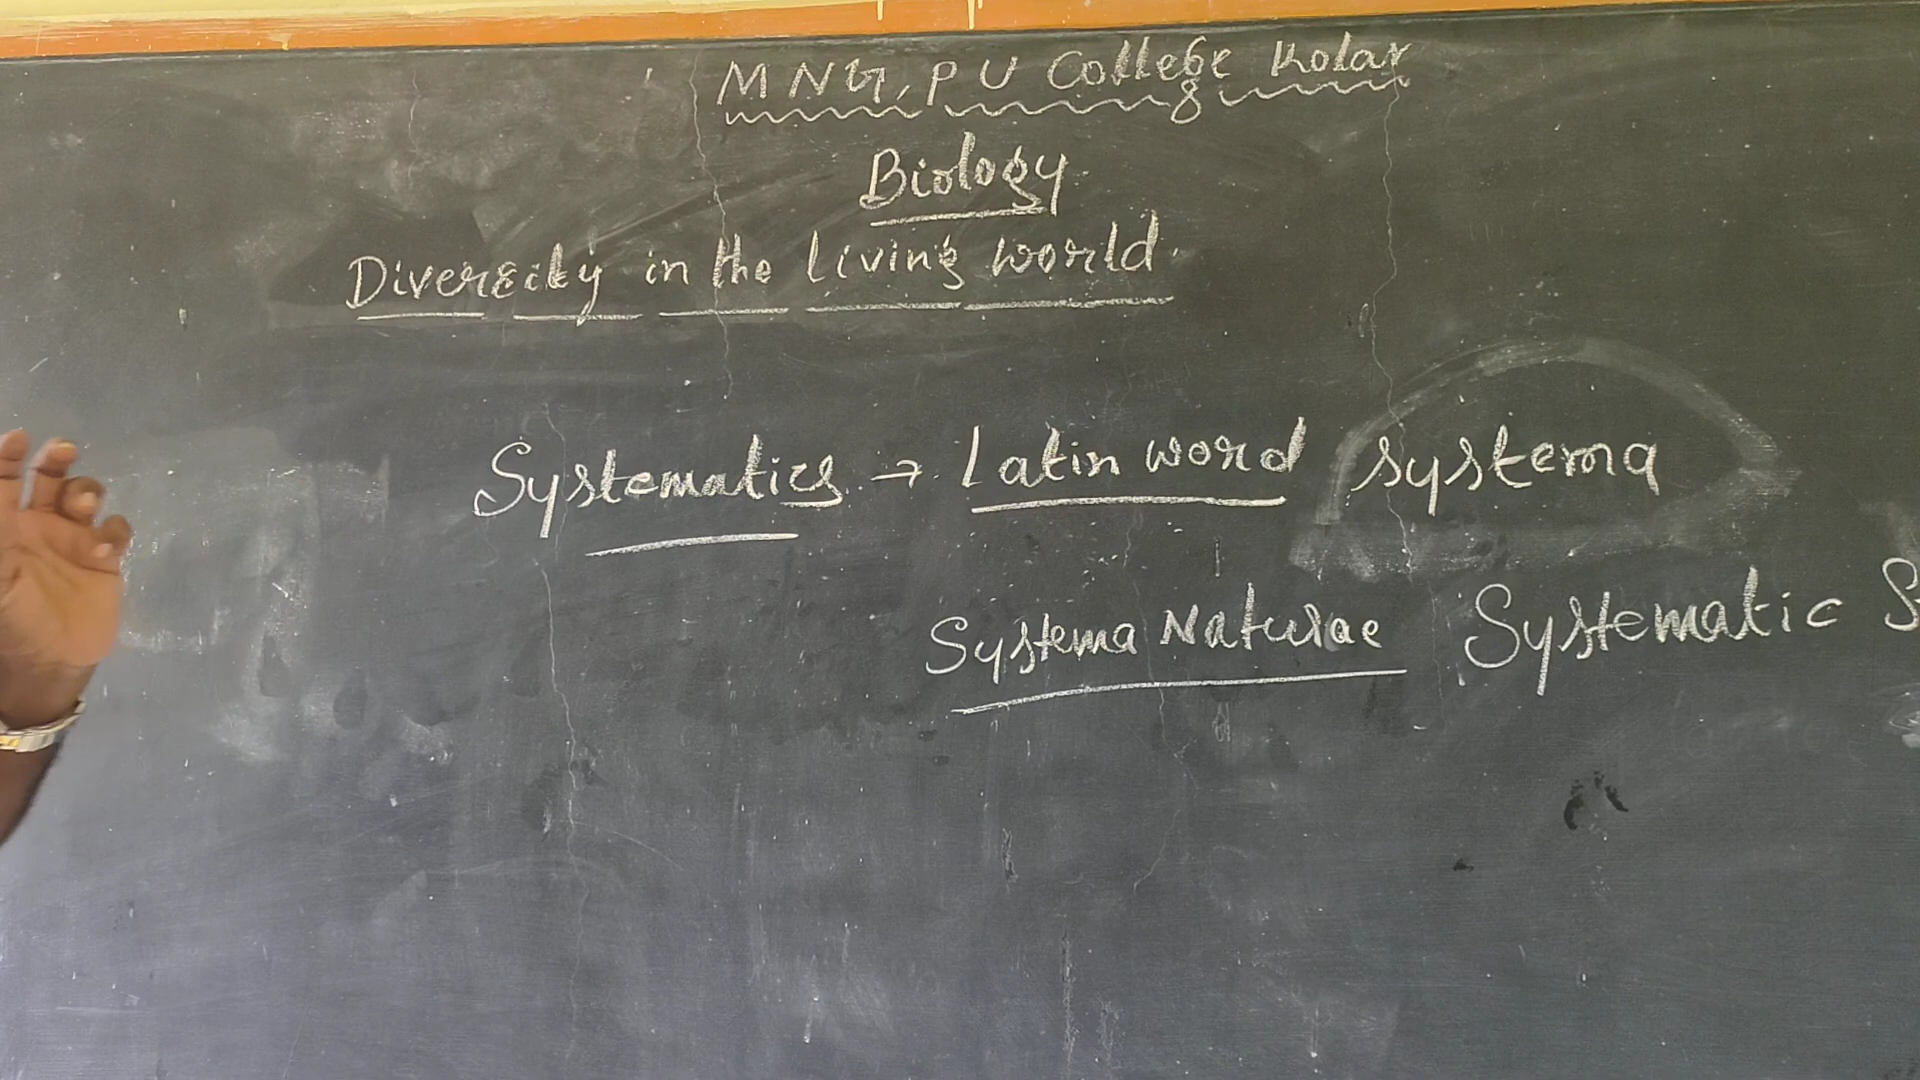 MNG, PU College Kolar
Biology
Diversity in the Living world.
Systematics → Latin word systema
Systema Naturae Systematic S